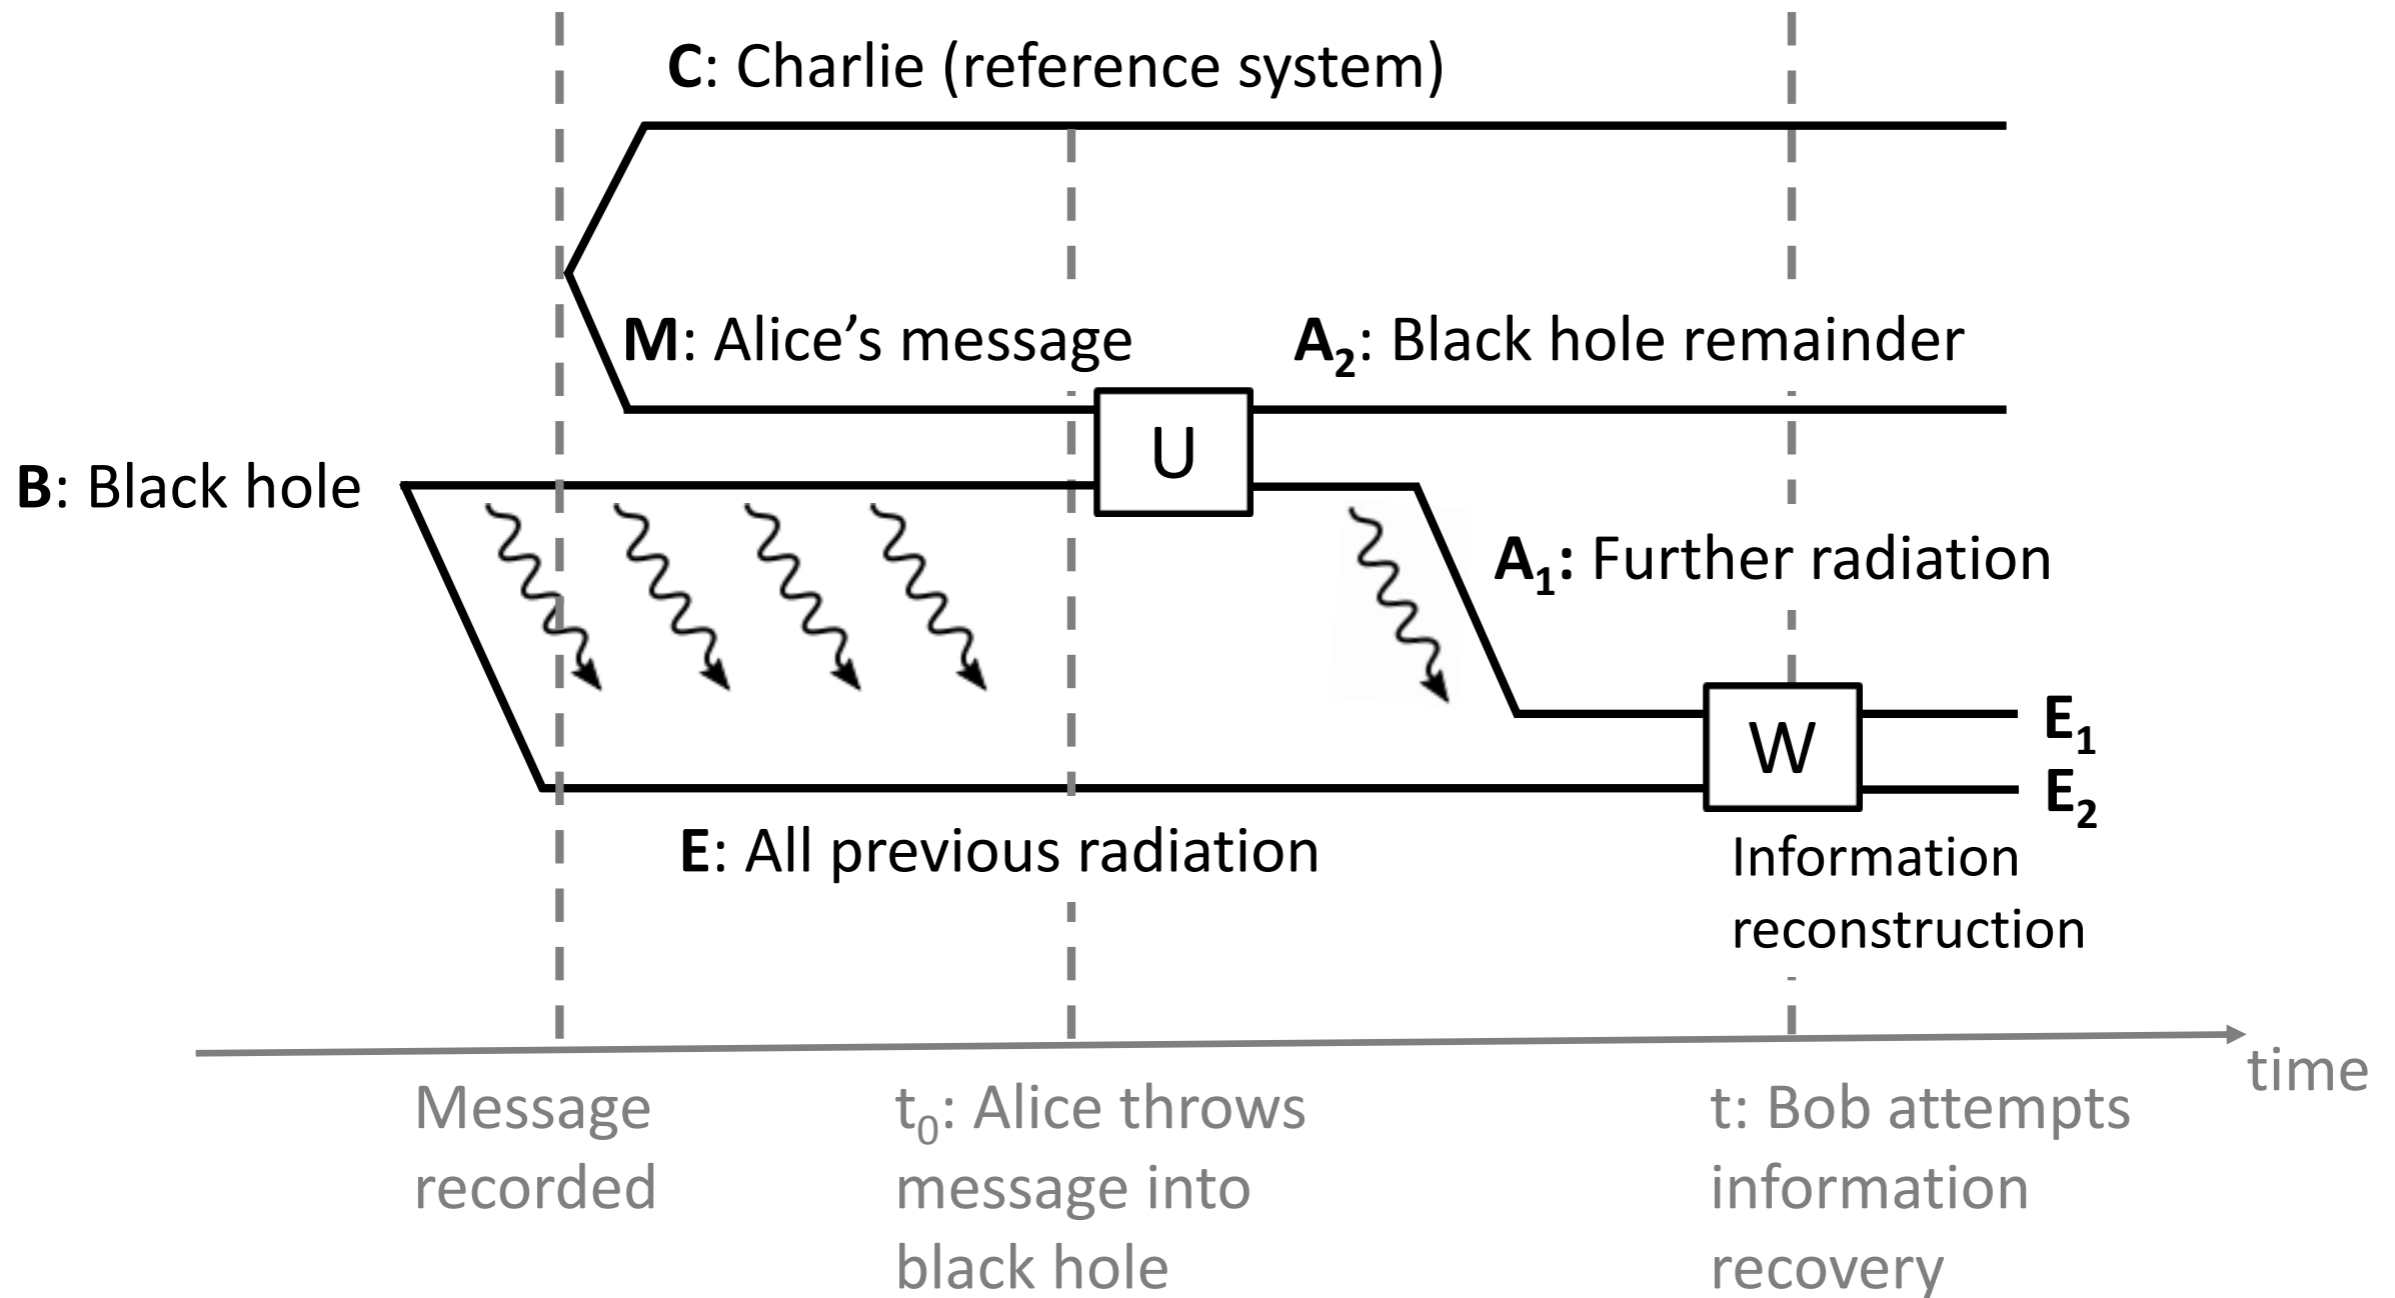 C: Charlie (reference system)
M: Alice’s message
A₂: Black hole remainder
U
B: Black hole
A₁: Further radiation
W
E₁
E₂
E: All previous radiation
Information
reconstruction
time
Message
recorded
t₀: Alice throws
message into
black hole
t: Bob attempts
information
recovery